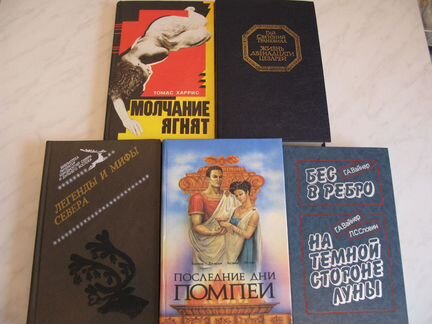 ТОМАС ХАРРИС
МОЛЧАНИЕ
ЯГНЯТ
Гай
Светоний
Транквилл
ЖИЗНЬ
ДВЕНАДЦАТИ
ЦЕЗАРЕЙ
ЛЕГЕНДЫ И МИФЫ
СЕВЕРА
ПОСЛЕДНИЕ ДНИ
ПОМПЕИ
Г.А.Вайнер
БЕС
В РЕБРО
Г.А.Вайнер
Л.С.Словин
НА
ТЕМНОЙ
СТОРОНЕ
ЛУНЫ